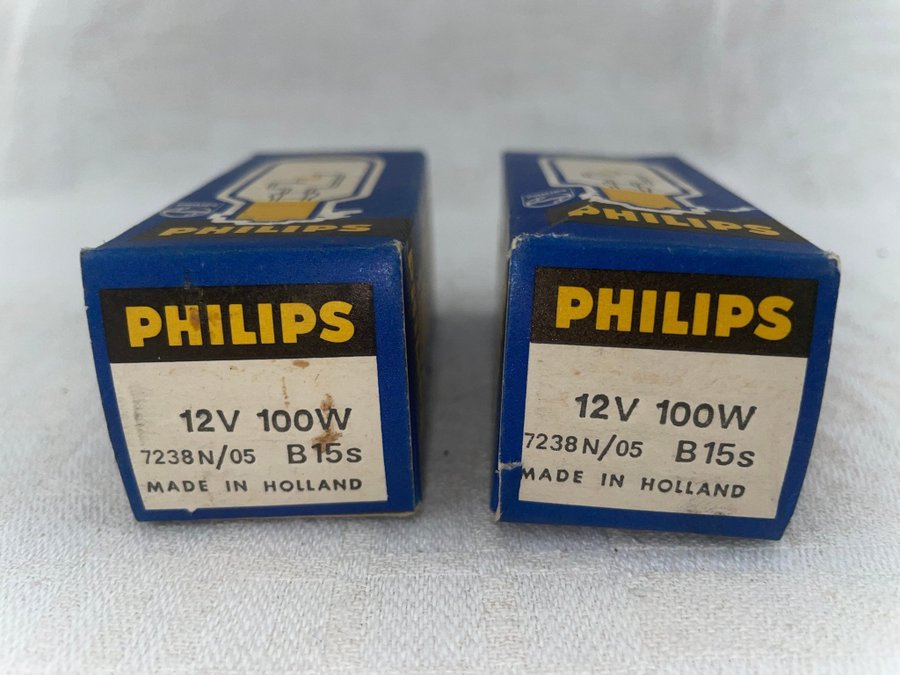 PHILIPS
PHILIPS
12V 100W
7238N/05 B15s
MADE IN HOLLAND
PHILIPS
PHILIPS
12V 100W
7238N/05 B15s
MADE IN HOLLAND